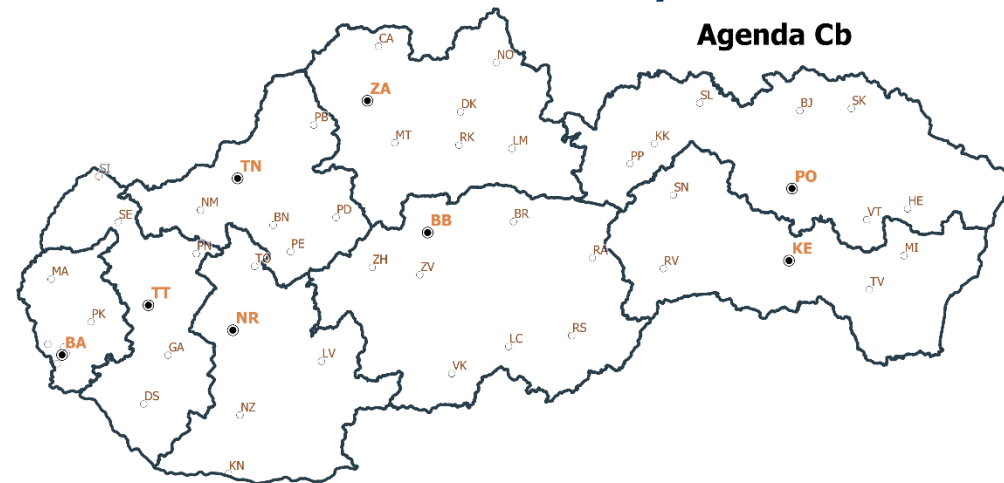 Agenda Cb
CA
NO
ZA
SL
DK
BJ
SK
PB
MT
RK
LM
KK
PP
SI
TN
PO
SN
NM
PD
SE
BN
BB
BR
VT
HE
PN
PE
TO
ZH
ZV
RA
RV
KE
MI
MA
TV
TT
PK
NR
BA
GA
LV
LC
RS
VK
DS
NZ
KN